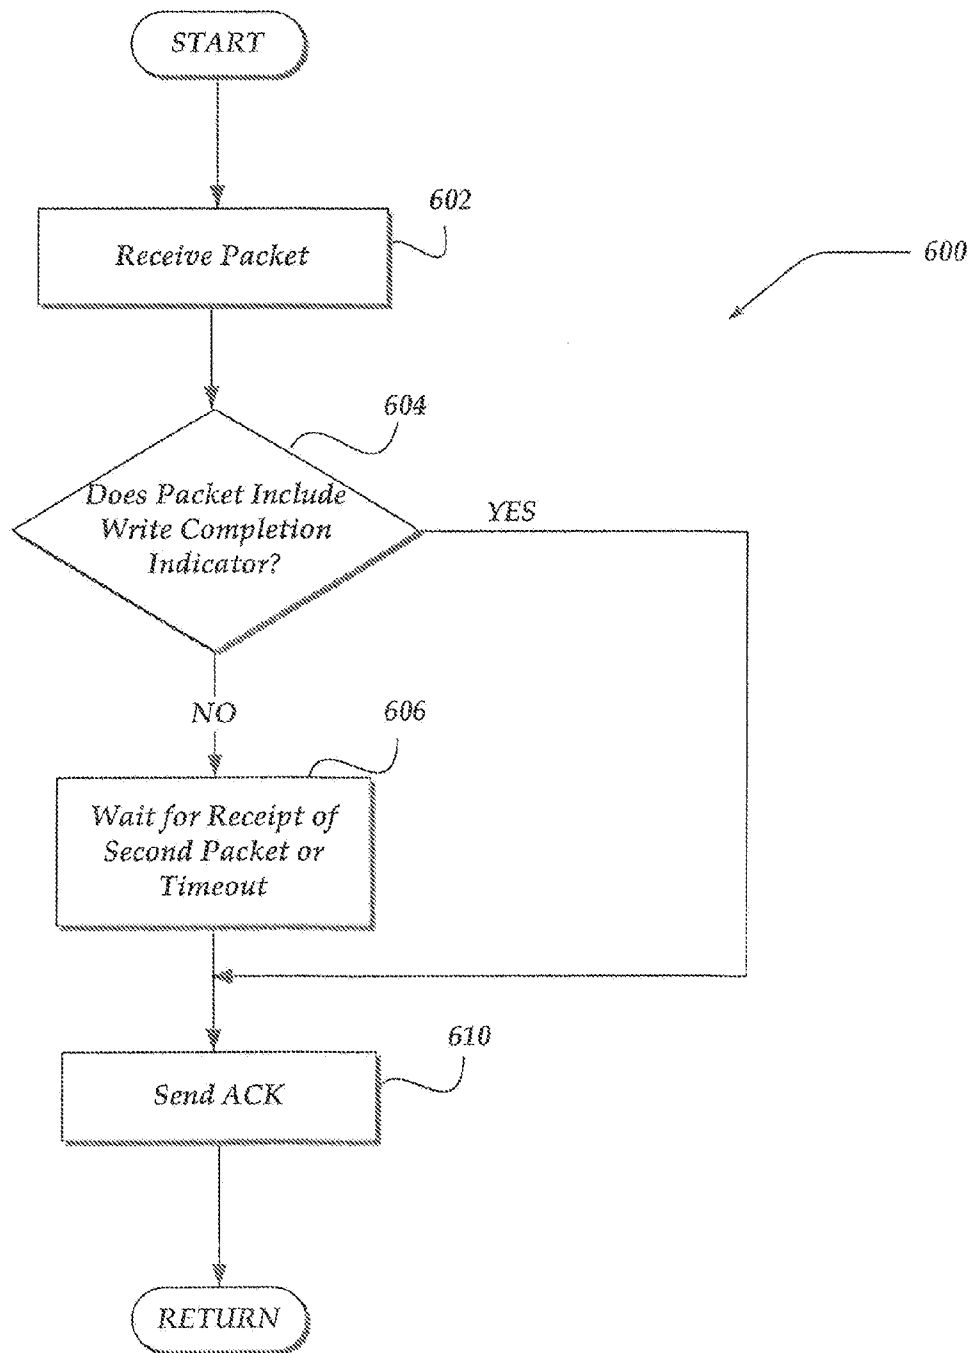 START
602
Receive Packet
600
604
Does Packet Include
Write Completion
Indicator?
YES
NO
606
Wait for Receipt of
Second Packet or
Timeout
610
Send ACK
RETURN